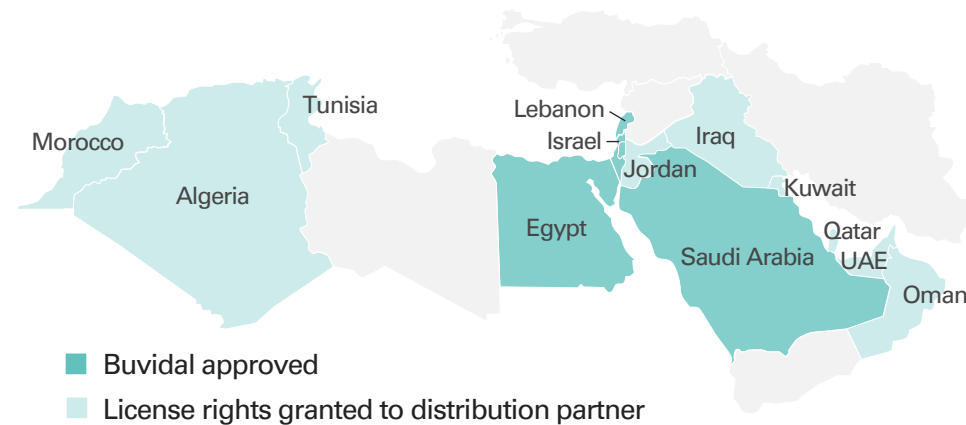 Tunisia
Lebanon
Morocco
Israel
Iraq
Jordan
Algeria
Kuwait
Egypt
Qatar
Saudi Arabia
UAE
Oman
Buvidal approved
License rights granted to distribution partner